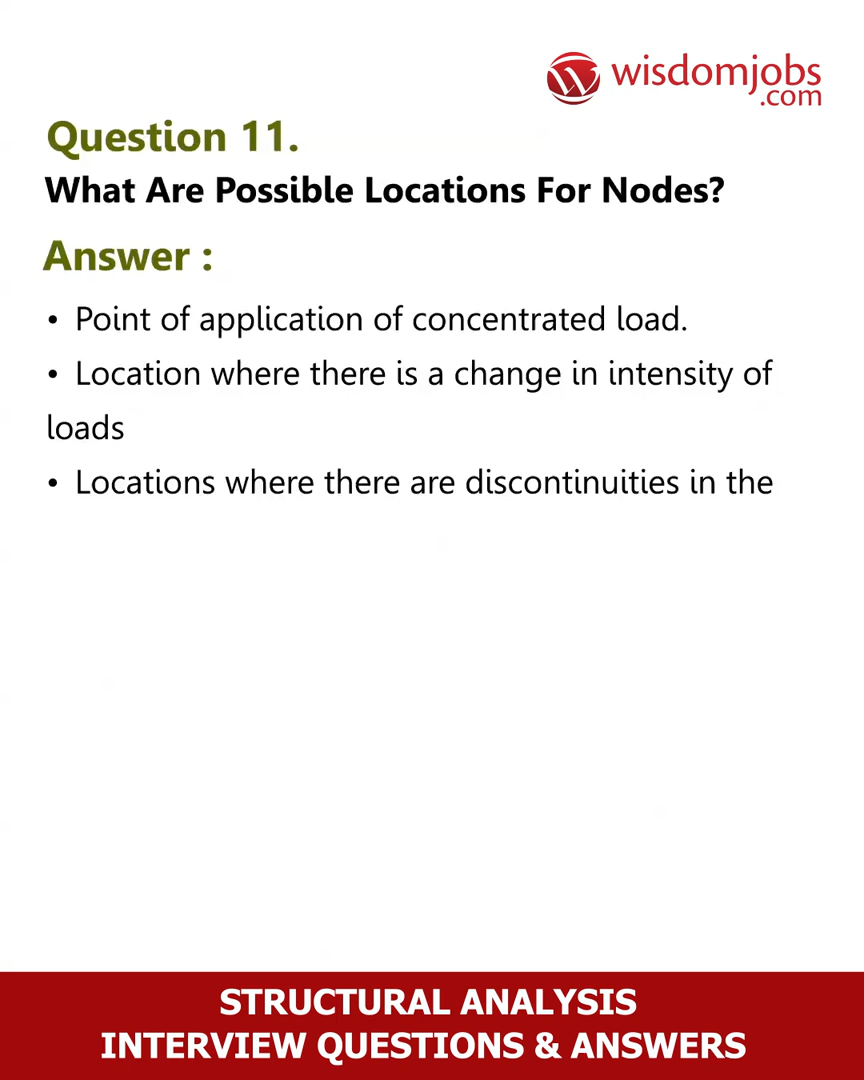 wisdomjobs
.com
Question 11.
What Are Possible Locations For Nodes?
Answer :
• Point of application of concentrated load.
• Location where there is a change in intensity of
loads
• Locations where there are discontinuities in the
STRUCTURAL ANALYSIS
INTERVIEW QUESTIONS & ANSWERS